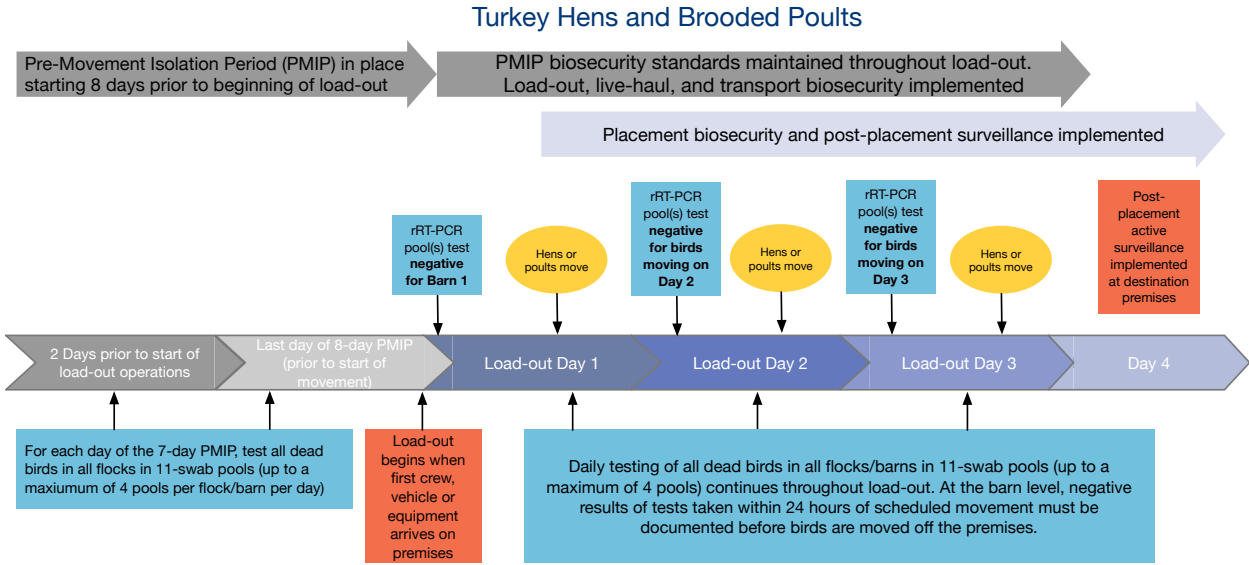 Turkey Hens and Brooded Poults
Pre-Movement Isolation Period (PMIP) in place
starting 8 days prior to beginning of load-out
PMIP biosecurity standards maintained throughout load-out.
Load-out, live-haul, and transport biosecurity implemented
Placement biosecurity and post-placement surveillance implemented
rRT-PCR
pool(s) test
negative
for Barn 1
Hens or
poults move
rRT-PCR
pool(s) test
negative
for birds
moving on
Day 2
Hens or
poults move
rRT-PCR
pool(s) test
negative
for birds
moving on
Day 3
Hens or
poults move
Post-
placement
active
surveillance
implemented
at destination
premises
2 Days prior to start of
load-out operations
Last day of 8-day PMIP
(prior to start of
movement)
Load-out Day 1
Load-out Day 2
Load-out Day 3
Day 4
For each day of the 7-day PMIP, test all dead
birds in all flocks in 11-swab pools (up to a
maxiumum of 4 pools per flock/barn per day)
Load-out
begins when
first crew,
vehicle or
equipment
arrives on
premises
Daily testing of all dead birds in all flocks/barns in 11-swab pools (up to a
maximum of 4 pools) continues throughout load-out. At the barn level, negative
results of tests taken within 24 hours of scheduled movement must be
documented before birds are moved off the premises.